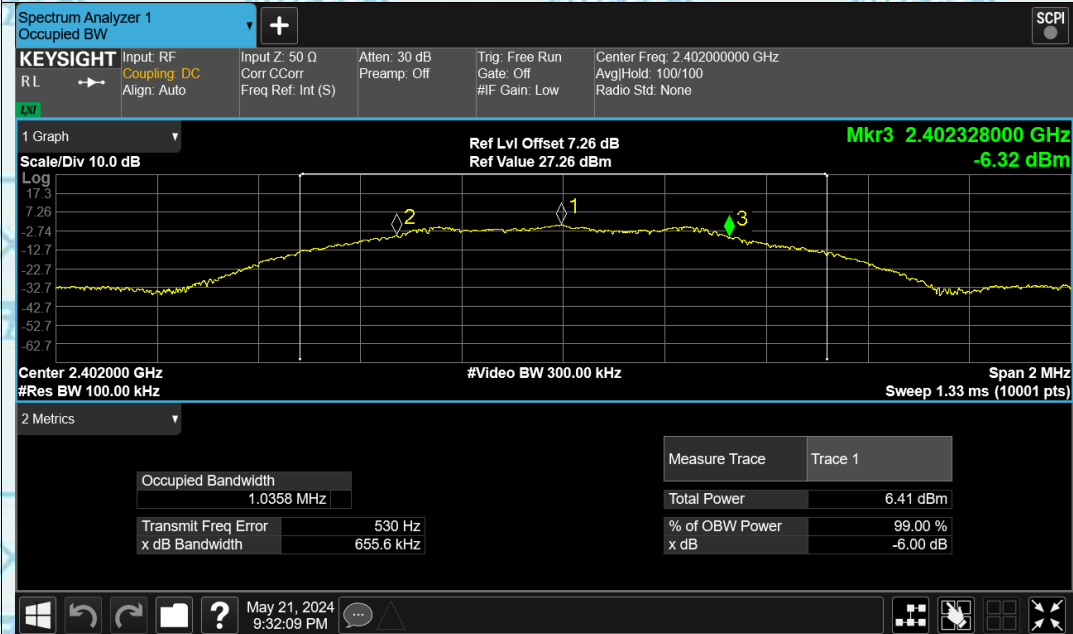 Spectrum Analyzer 1
Occupied BW
+
SCPI
KEYSIGHT Input: RF Input Z: 50 Ω Atten: 30 dB Trig: Free Run Center Freq: 2.402000000 GHz
R L Coupling: DC Corr CCorr Preamp: Off Gate: Off Avg|Hold: 100/100
Align: Auto Freq Ref: Int (S) #IF Gain: Low Radio Std: None
LXI
1 Graph
Ref Lvl Offset 7.26 dB
Mkr3 2.402328000 GHz
Scale/Div 10.0 dB
Ref Value 27.26 dBm
-6.32 dBm
Log
17.3
7.26
-2.74
-12.7
-22.7
-32.7
-42.7
-52.7
-62.7
2
1
3
Center 2.402000 GHz #Video BW 300.00 kHz Span 2 MHz
#Res BW 100.00 kHz Sweep 1.33 ms (10001 pts)
2 Metrics
Measure Trace Trace 1
Occupied Bandwidth
1.0358 MHz
Total Power 6.41 dBm
Transmit Freq Error 530 Hz
% of OBW Power 99.00 %
x dB Bandwidth 655.6 kHz
x dB -6.00 dB
?
May 21, 2024
9:32:09 PM